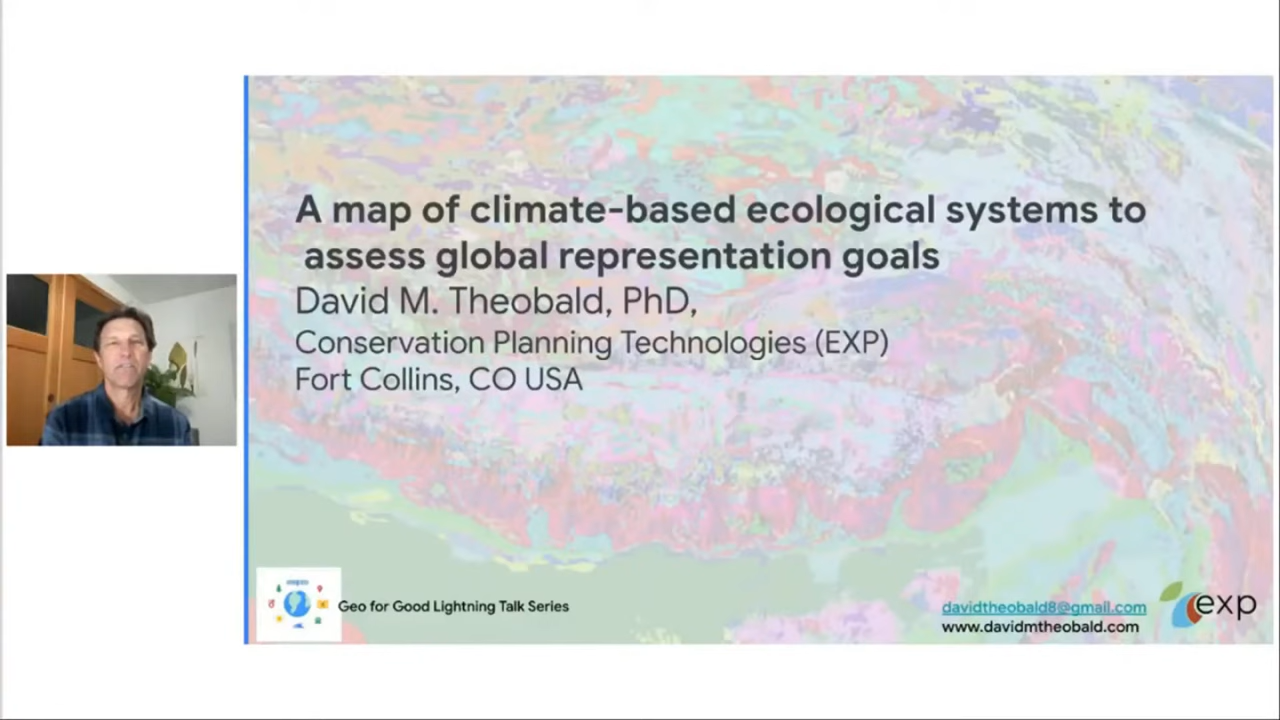 A map of climate-based ecological systems to
assess global representation goals
David M. Theobald, PhD,
Conservation Planning Technologies (EXP)
Fort Collins, CO USA
Geo for Good Lightning Talk Series
davidtheobald8@gmail.com
www.davidmtheobald.com
exp